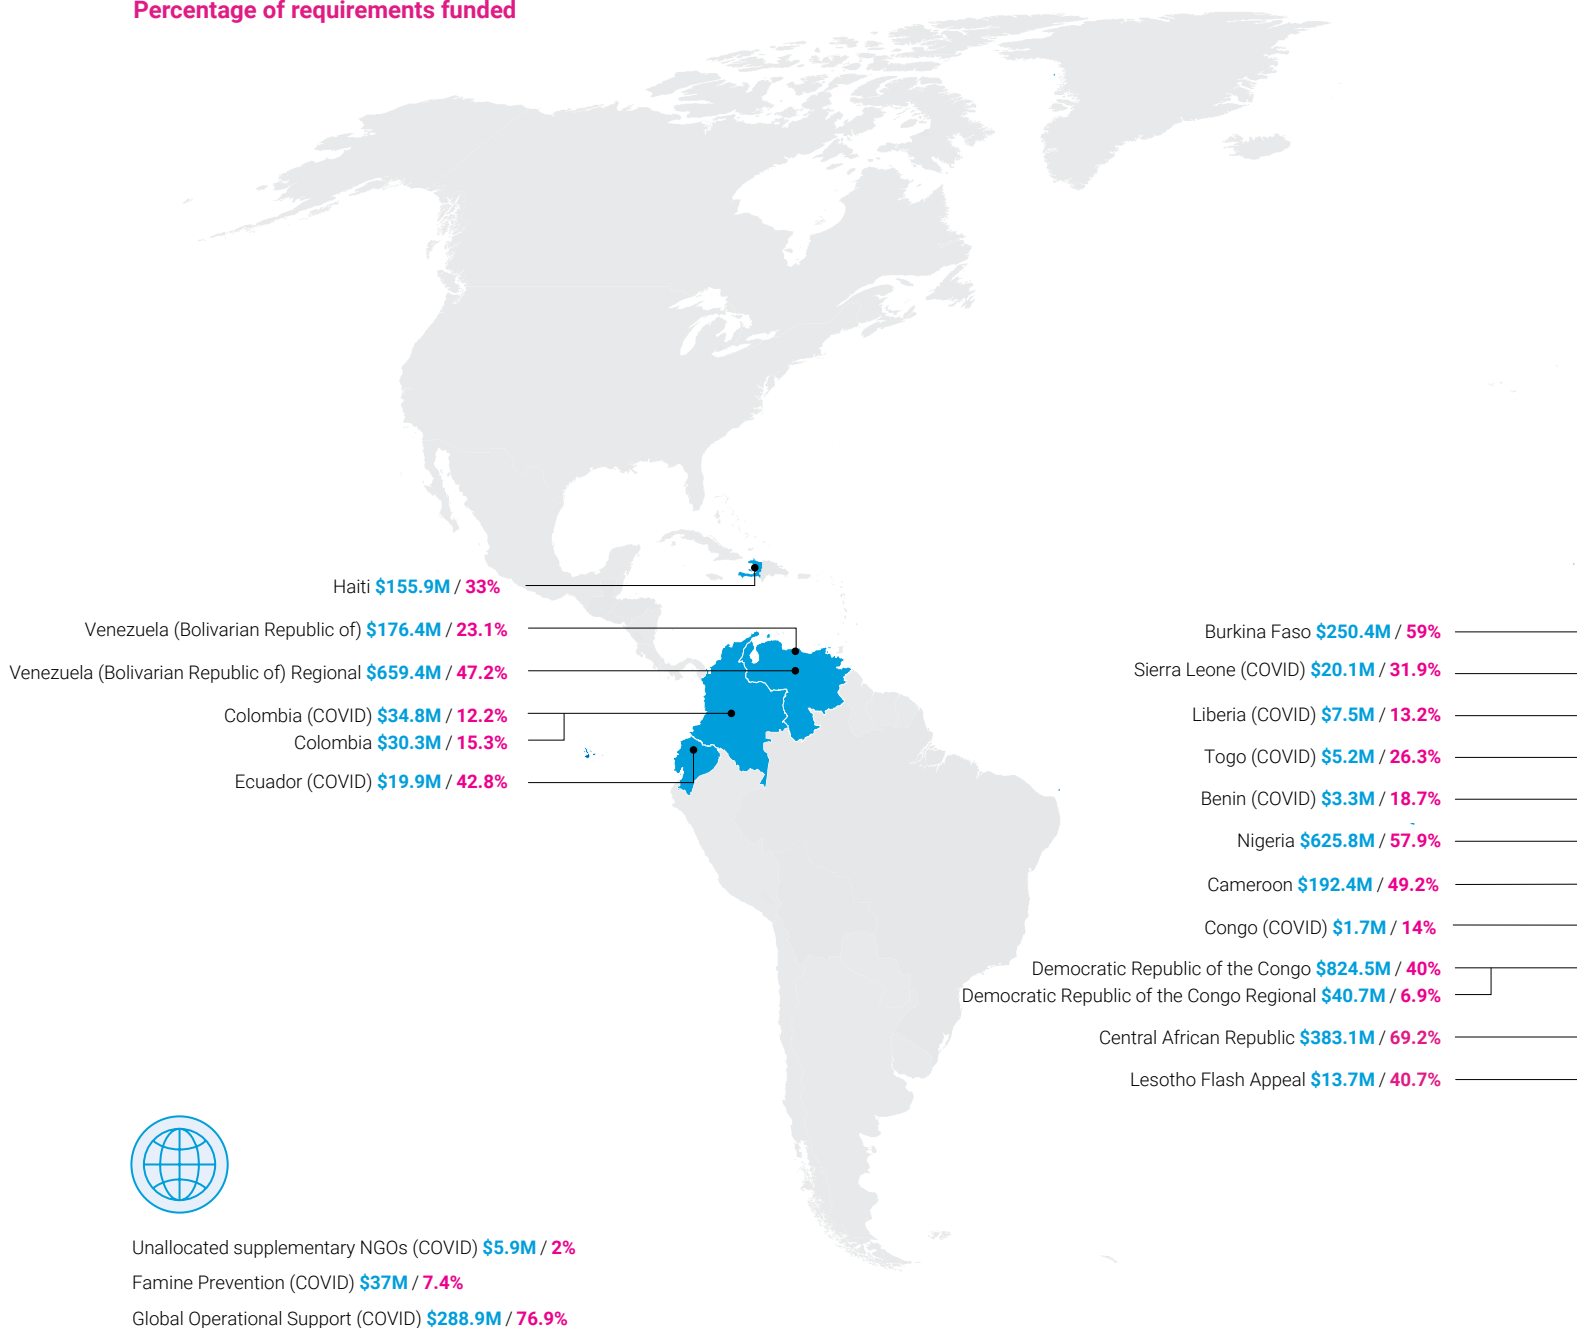 Percentage of requirements funded
Haiti $155.9M / 33%
Venezuela (Bolivarian Republic of) $176.4M / 23.1%
Venezuela (Bolivarian Republic of) Regional $659.4M / 47.2%
Colombia (COVID) $34.8M / 12.2%
Colombia $30.3M / 15.3%
Ecuador (COVID) $19.9M / 42.8%
Burkina Faso $250.4M / 59%
Sierra Leone (COVID) $20.1M / 31.9%
Liberia (COVID) $7.5M / 13.2%
Togo (COVID) $5.2M / 26.3%
Benin (COVID) $3.3M / 18.7%
Nigeria $625.8M / 57.9%
Cameroon $192.4M / 49.2%
Congo (COVID) $1.7M / 14%
Democratic Republic of the Congo $824.5M / 40%
Democratic Republic of the Congo Regional $40.7M / 6.9%
Central African Republic $383.1M / 69.2%
Lesotho Flash Appeal $13.7M / 40.7%
Unallocated supplementary NGOs (COVID) $5.9M / 2%
Famine Prevention (COVID) $37M / 7.4%
Global Operational Support (COVID) $288.9M / 76.9%